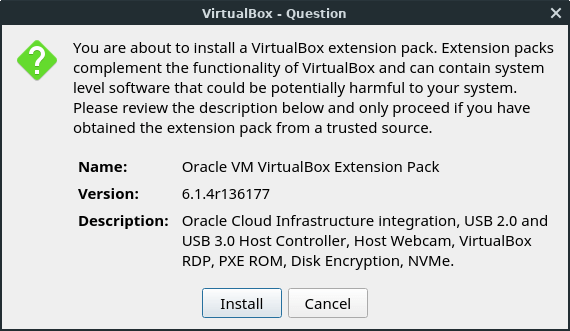 VirtualBox - Question
You are about to install a VirtualBox extension pack. Extension packs
complement the functionality of VirtualBox and can contain system
level software that could be potentially harmful to your system.
Please review the description below and only proceed if you have
obtained the extension pack from a trusted source.
Name: Oracle VM VirtualBox Extension Pack
Version: 6.1.4r136177
Description: Oracle Cloud Infrastructure integration, USB 2.0 and
USB 3.0 Host Controller, Host Webcam, VirtualBox
RDP, PXE ROM, Disk Encryption, NVMe.
Install Cancel